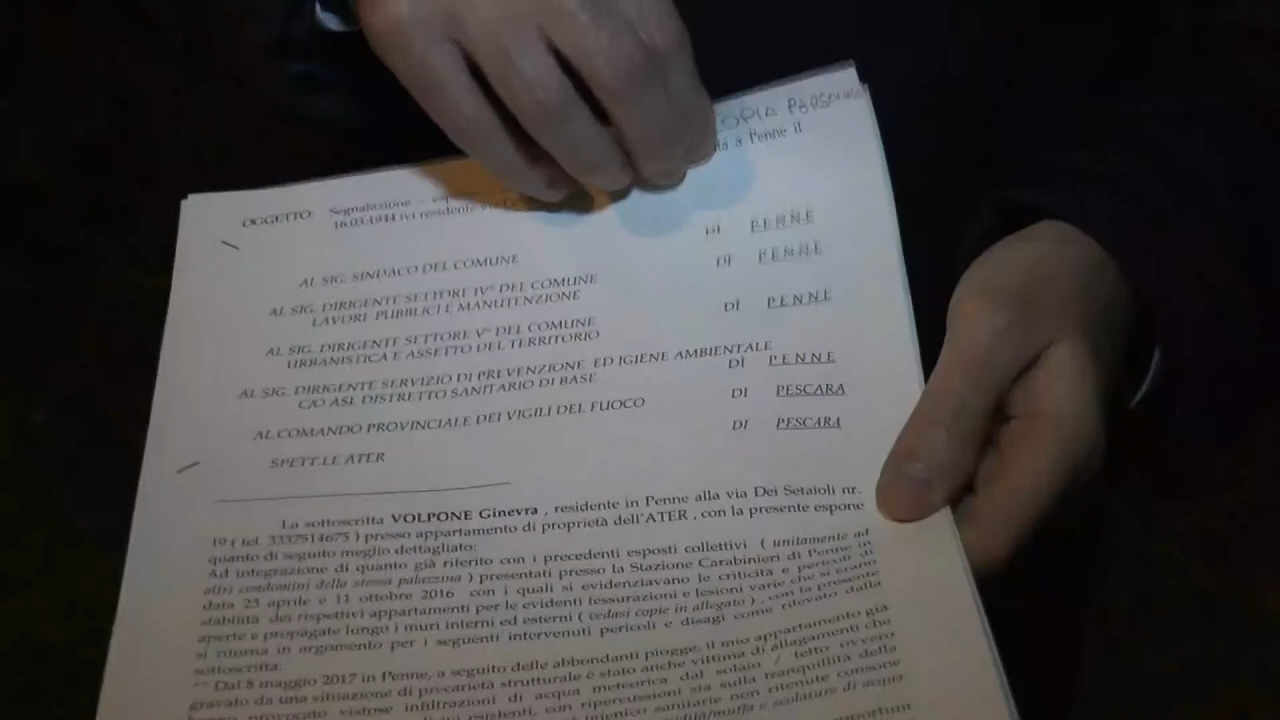 COPIA PERSONALE
a Penne il
OGGETTO: Segnalazione -
16.03.1944 ivi residente
AL SIG. SINDACO DEL COMUNE DI PENNE
AL SIG. DIRIGENTE SETTORE IV° DEL COMUNE DI PENNE
LAVORI PUBBLICI E MANUTENZIONE
AL SIG. DIRIGENTE SETTORE V° DEL COMUNE DI PENNE
URBANISTICA E ASSETTO DEL TERRITORIO
AL SIG. DIRIGENTE SERVIZIO DI PREVENZIONE ED IGIENE AMBIENTALE
C/O ASL DISTRETTO SANITARIO DI BASE DI PENNE
AL COMANDO PROVINCIALE DEI VIGILI DEL FUOCO DI PESCARA
SPETT.LE ATER DI PESCARA
La sottoscritta VOLPONE Ginevra , residente in Penne alla via Dei Setaioli nr.
19 ( tel. 3337514675 ) presso appartamento di proprietà dell'ATER , con la presente espone
quanto di seguito meglio dettagliato:
Ad integrazione di quanto già riferito con i precedenti esposti collettivi ( unitamente ad
altri condomini della stessa palazzina ) presentati presso la Stazione Carabinieri di Penne in
data 23 aprile e 11 ottobre 2016 con i quali si evidenziavano le criticità e pericoli di
stabilità dei rispettivi appartamenti per le evidenti fessurazioni e lesioni varie che si erano
aperte e propagate lungo i muri interni ed esterni ( vedasi copie in allegato ) , con la presente
si ritorna in argomento per i seguenti intervenuti pericoli e disagi come rilevato dalla
sottoscritta.
-- Dal 8 maggio 2017 in Penne, a seguito delle abbondanti piogge, il mio appartamento già
gravato da una situazione di precarietà strutturale è stato anche vittima di allagamenti che
hanno provocato vistose infiltrazioni di acqua meteorica dal solaio / tetto ovvero
esistenti, con ripercussioni sia sulla tranquillità della
igienico sanitarie non ritenute consone
muffa e scolature di acqua